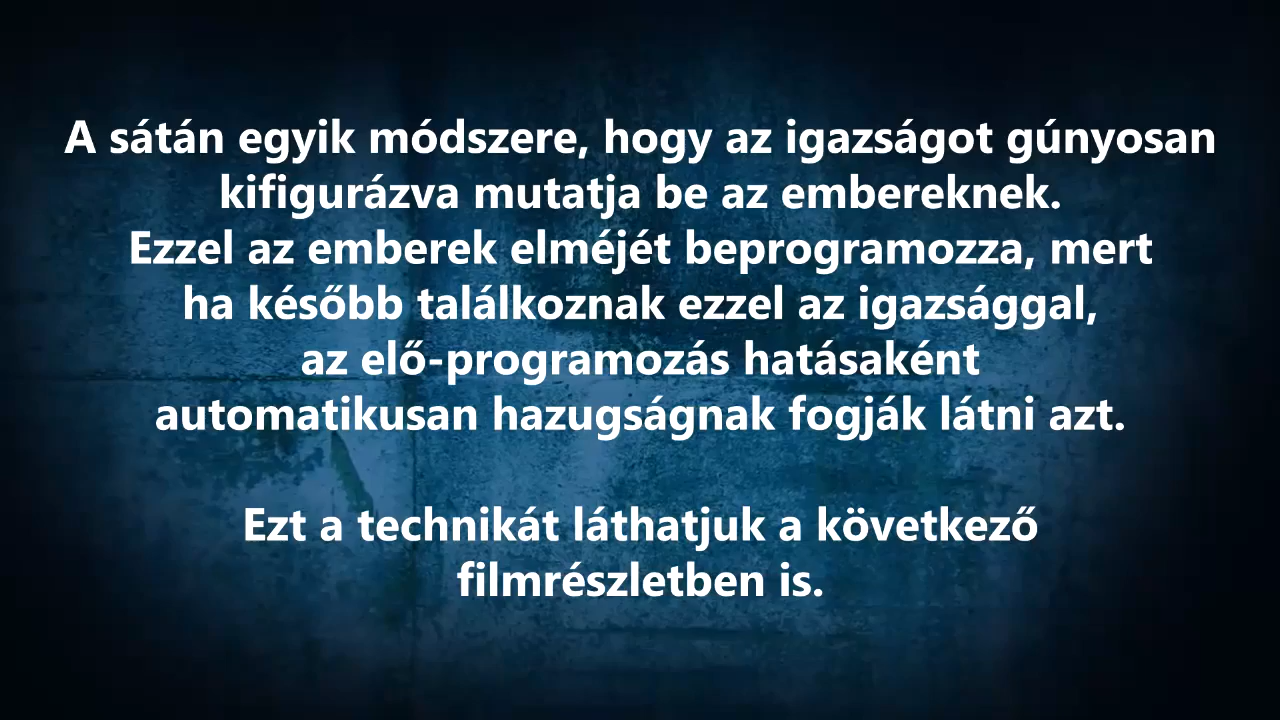 A sátán egyik módszere, hogy az igazságot gúnyosan
kifigurázva mutatja be az embereknek.
Ezzel az emberek elméjét beprogramozza, mert
ha később találkoznak ezzel az igazsággal,
az elő-programozás hatásaként
automatikusan hazugságnak fogják látni azt.
Ezt a technikát láthatjuk a következő
filmrészletben is.